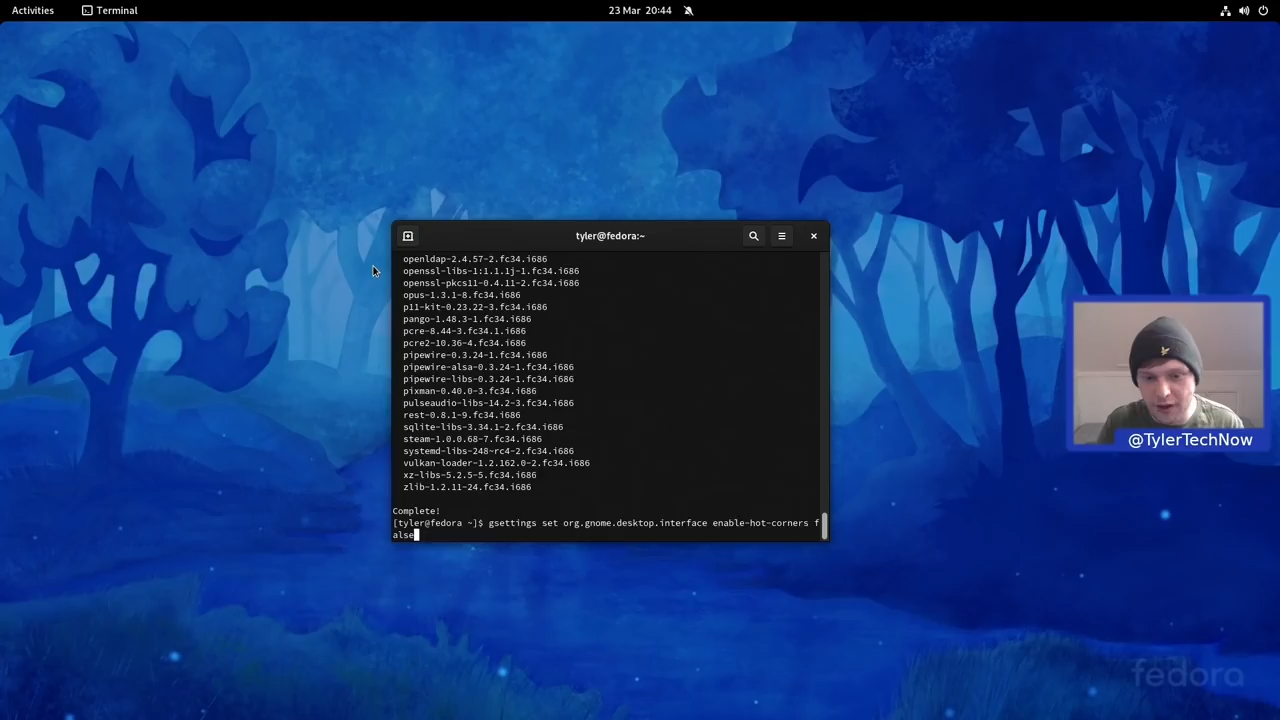 Activities
Terminal
23 Mar 20:44
tyler@fedora:~
openldap-2.4.57-2.fc34.i686
openssl-libs-1:1.1.1j-1.fc34.i686
openssl-pkcs11-0.4.11-2.fc34.i686
opus-1.3.1-8.fc34.i686
p11-kit-0.23.22-3.fc34.i686
pango-1.48.3-1.fc34.i686
pcre-8.44-3.fc34.1.i686
pcre2-10.36-4.fc34.i686
pipewire-0.3.24-1.fc34.i686
pipewire-alsa-0.3.24-1.fc34.i686
pipewire-libs-0.3.24-1.fc34.i686
pixman-0.40.0-3.fc34.i686
pulseaudio-libs-14.2-3.fc34.i686
rest-0.8.1-9.fc34.i686
sqlite-libs-3.34.1-2.fc34.i686
steam-1.0.0.68-7.fc34.i686
systemd-libs-248~rc4-2.fc34.i686
vulkan-loader-1.2.162.0-2.fc34.i686
xz-libs-5.2.5-5.fc34.i686
zlib-1.2.11-24.fc34.i686
Complete!
[tyler@fedora ~]$ gsettings set org.gnome.desktop.interface enable-hot-corners f
alse
@TylerTechNow
fedora